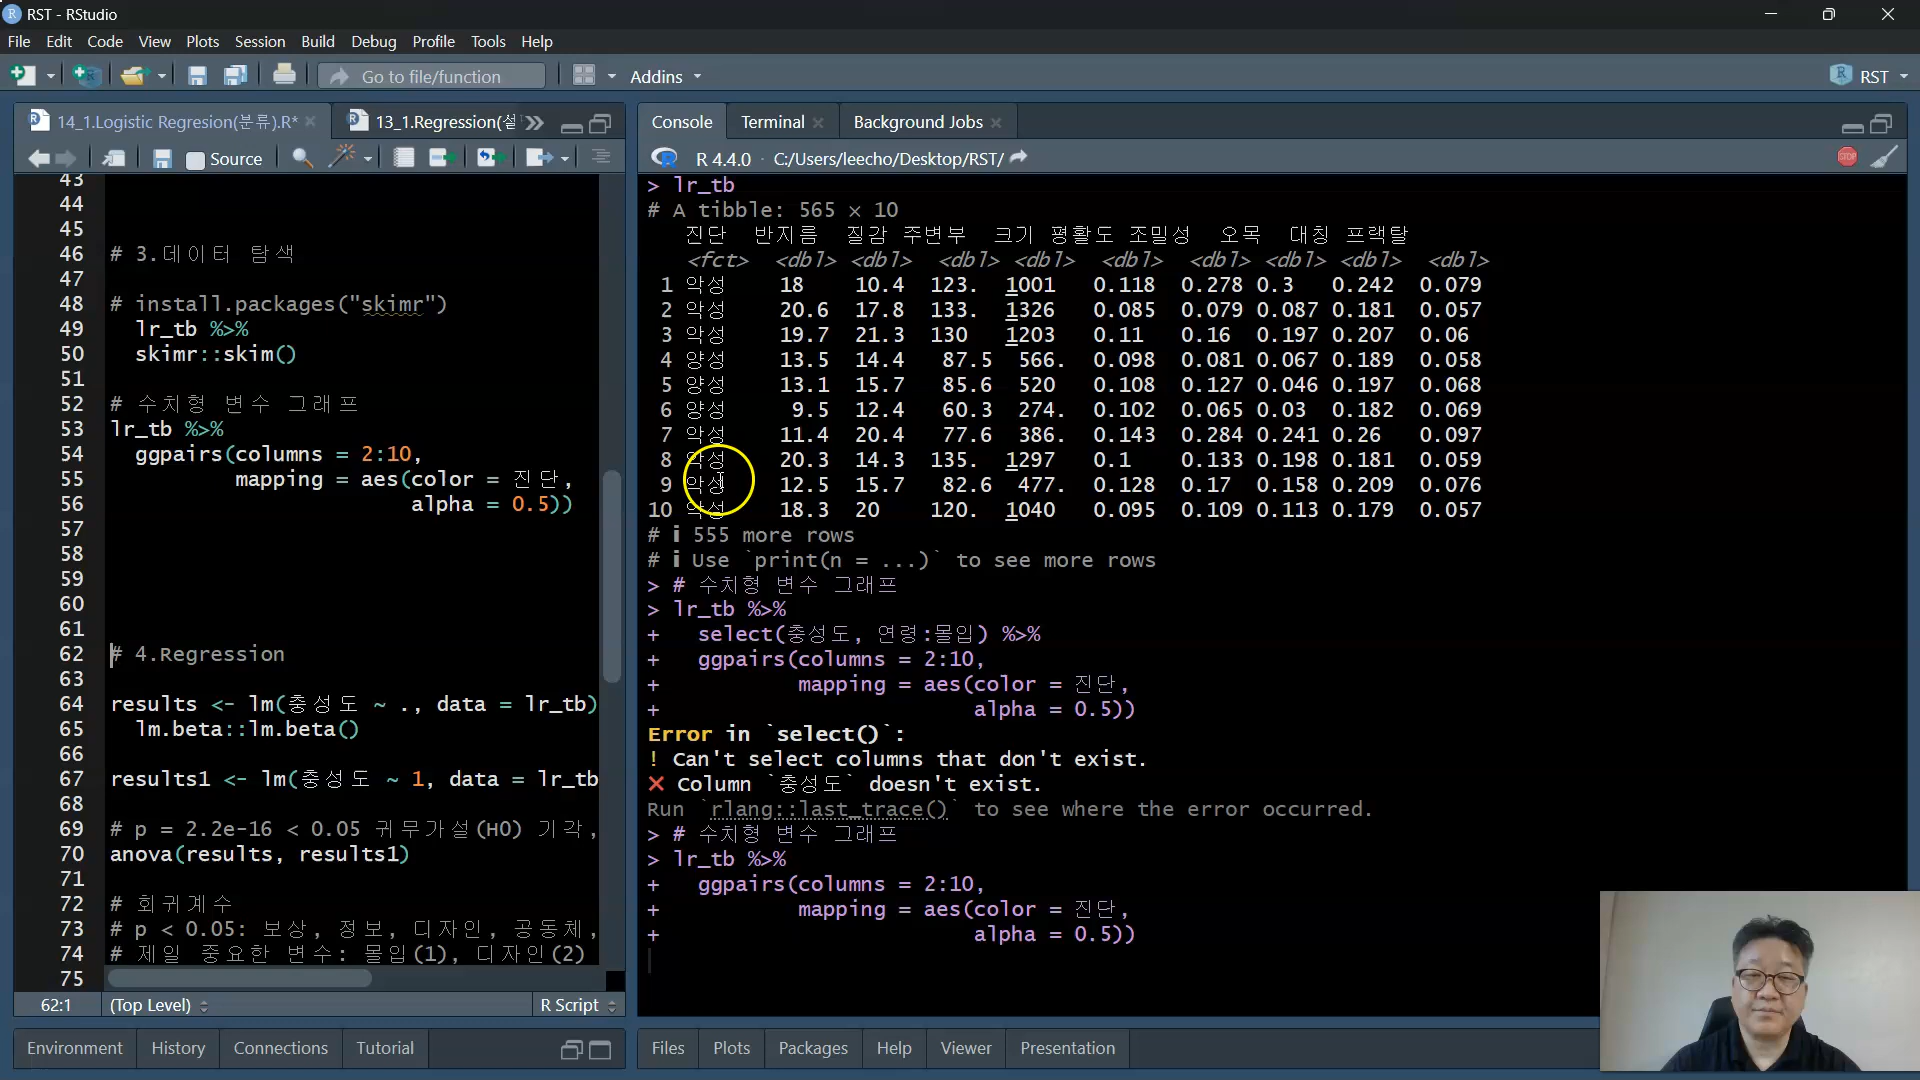 RST - RStudio
File Edit Code View Plots Session Build Debug Profile Tools Help
Go to file/function Addins RST
14_1.Logistic Regresion(분류).R* 13_1.Regression(설
Source
43
44
45
46 # 3.데이터 탐색
47
48 # install.packages("skimr")
49 lr_tb %>%
50 skimr::skim()
51
52 # 수치형 변수 그래프
53 lr_tb %>%
54 ggpairs(columns = 2:10,
55 mapping = aes(color = 진단,
56 alpha = 0.5))
57
58
59
60
61
62 # 4.Regression
63
64 results <- lm(충성도 ~ ., data = lr_tb)
65 lm.beta::lm.beta()
66
67 results1 <- lm(충성도 ~ 1, data = lr_tb
68
69 # p = 2.2e-16 < 0.05 귀무가설(H0) 기각,
70 anova(results, results1)
71
72 # 회귀계수
73 # p < 0.05: 보상, 정보, 디자인, 공동체,
74 # 제일 중요한 변수: 몰입(1), 디자인(2)
75
62:1 (Top Level) R Script
Environment History Connections Tutorial
Console Terminal Background Jobs
R 4.4.0 · C:/Users/leecho/Desktop/RST/
STOP
> lr_tb
# A tibble: 565 × 10
진단 반지름 질감 주변부 크기 평활도 조밀성 오목 대칭 프랙탈
<fct> <dbl> <dbl> <dbl> <dbl> <dbl> <dbl> <dbl> <dbl> <dbl>
1 악성 18 10.4 123. 1001 0.118 0.278 0.3 0.242 0.079
2 악성 20.6 17.8 133. 1326 0.085 0.079 0.087 0.181 0.057
3 악성 19.7 21.3 130 1203 0.11 0.16 0.197 0.207 0.06
4 양성 13.5 14.4 87.5 566. 0.098 0.081 0.067 0.189 0.058
5 양성 13.1 15.7 85.6 520 0.108 0.127 0.046 0.197 0.068
6 양성 9.5 12.4 60.3 274. 0.102 0.065 0.03 0.182 0.069
7 악성 11.4 20.4 77.6 386. 0.143 0.284 0.241 0.26 0.097
8 악성 20.3 14.3 135. 1297 0.1 0.133 0.198 0.181 0.059
9 악성 12.5 15.7 82.6 477. 0.128 0.17 0.158 0.209 0.076
10 악성 18.3 20 120. 1040 0.095 0.109 0.113 0.179 0.057
# ℹ 555 more rows
# ℹ Use `print(n = ...)` to see more rows
> # 수치형 변수 그래프
> lr_tb %>%
+ select(충성도, 연령:몰입) %>%
+ ggpairs(columns = 2:10,
+ mapping = aes(color = 진단,
+ alpha = 0.5))
Error in `select()`:
! Can't select columns that don't exist.
✖ Column `충성도` doesn't exist.
Run `rlang::last_trace()` to see where the error occurred.
> # 수치형 변수 그래프
> lr_tb %>%
+ ggpairs(columns = 2:10,
+ mapping = aes(color = 진단,
+ alpha = 0.5))
Files Plots Packages Help Viewer Presentation